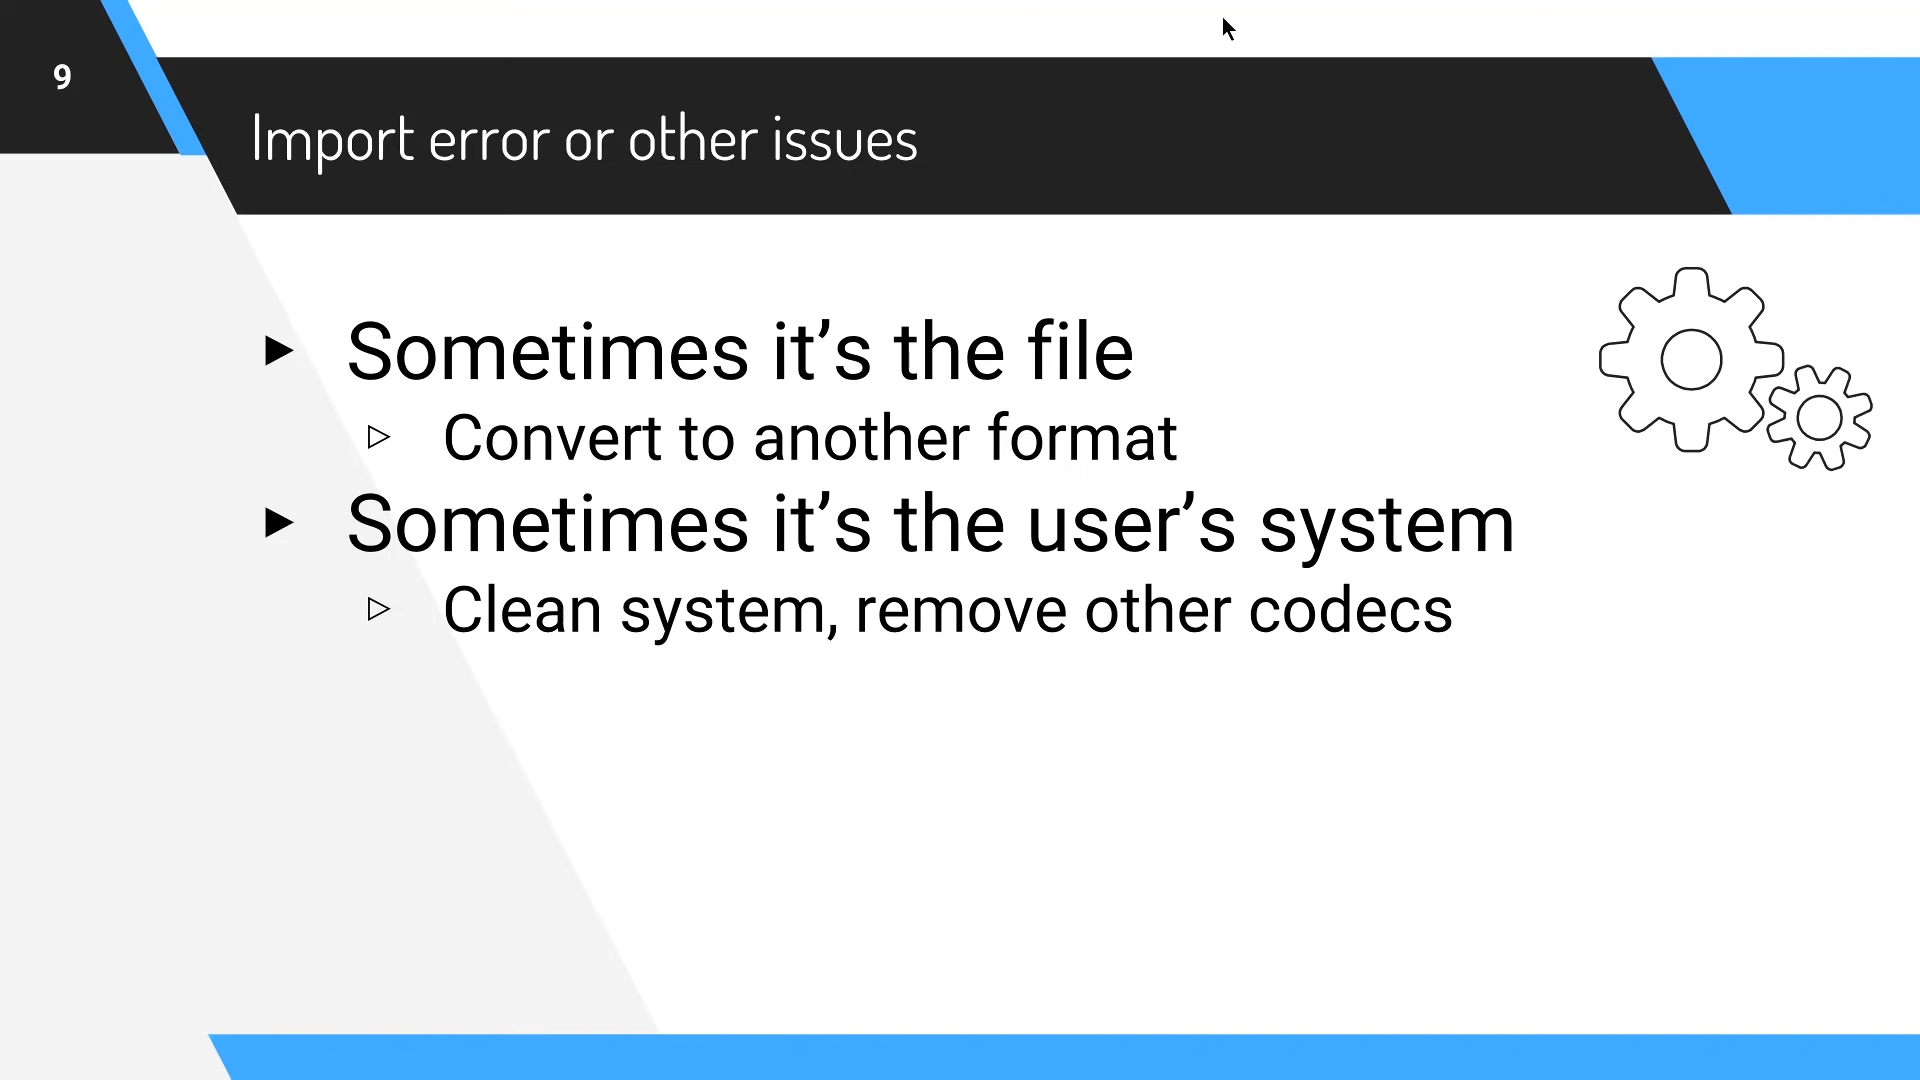 9
Import error or other issues
► Sometimes it’s the file
▷ Convert to another format
► Sometimes it’s the user’s system
▷ Clean system, remove other codecs